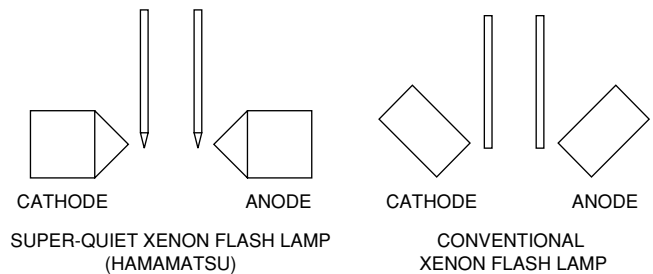 CATHODE ANODE
SUPER-QUIET XENON FLASH LAMP
(HAMAMATSU)
CATHODE ANODE
CONVENTIONAL
XENON FLASH LAMP